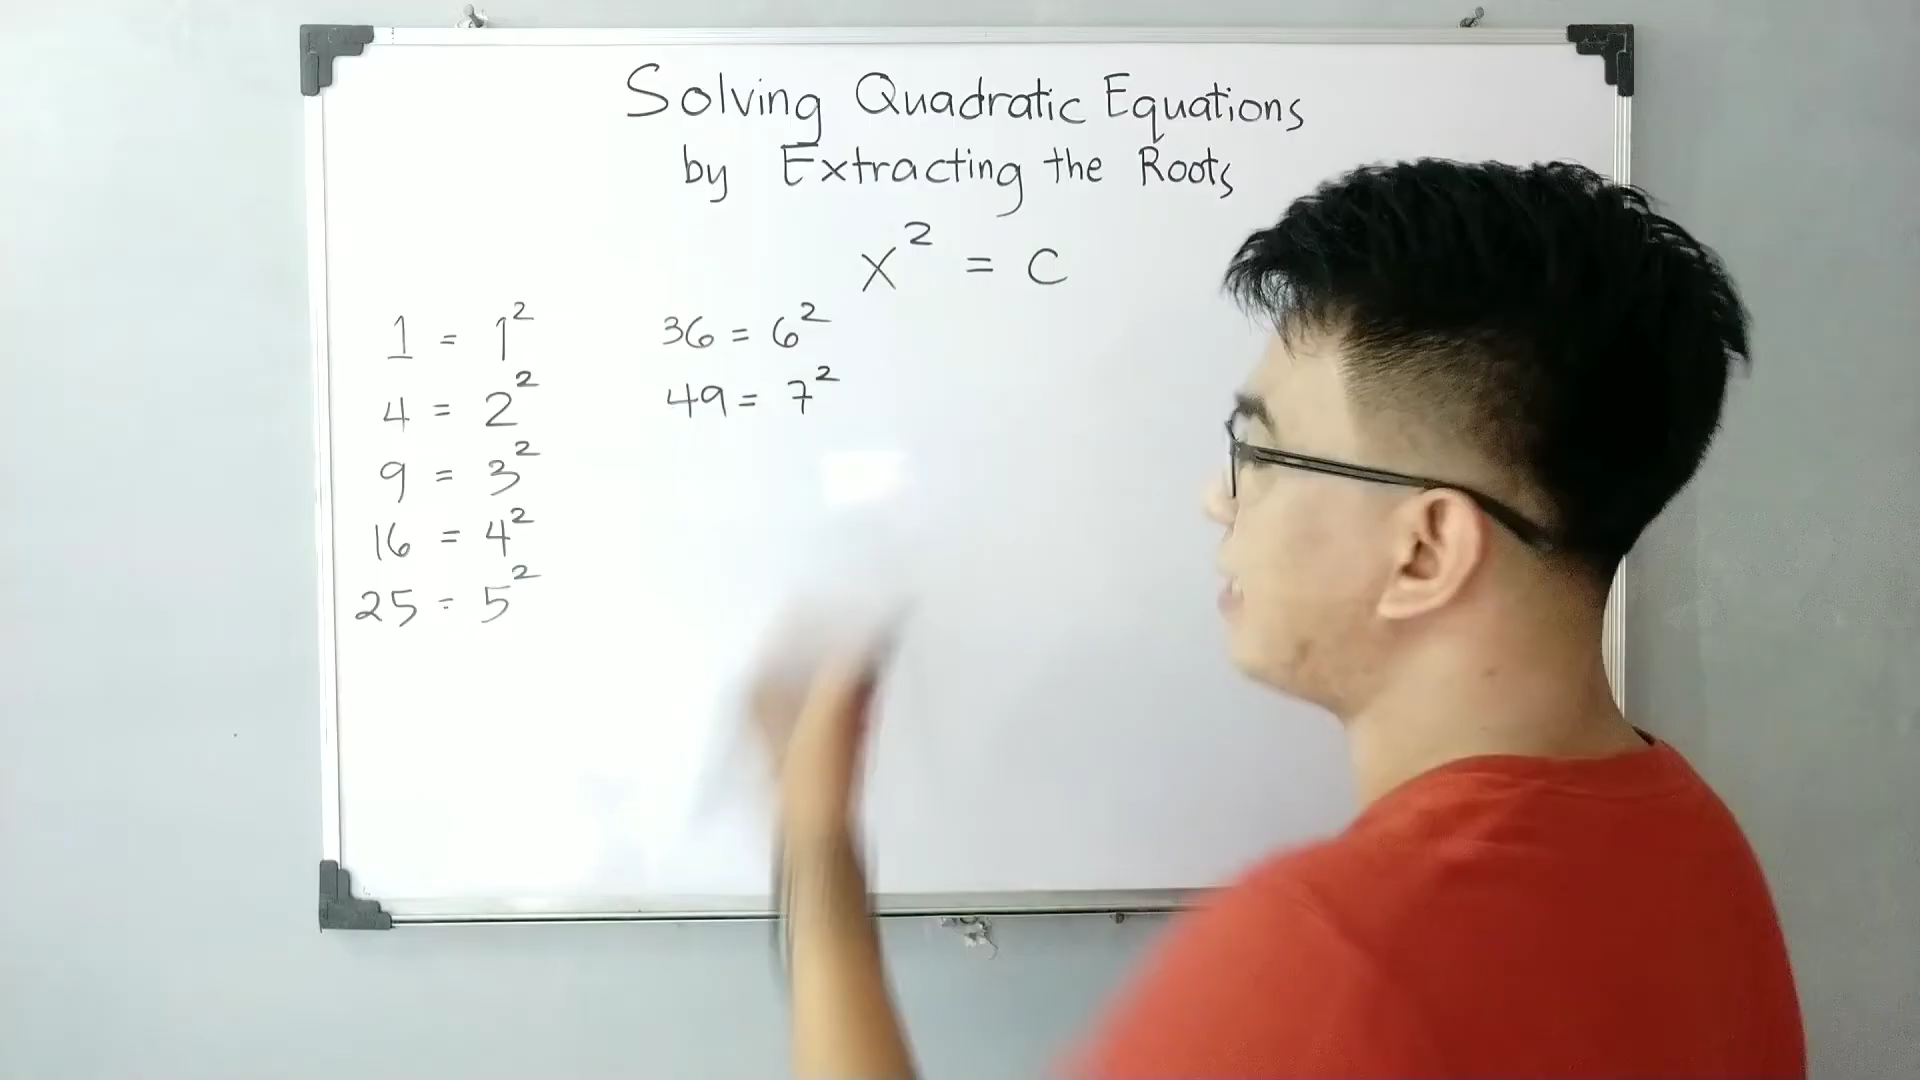 Solving Quadratic Equations
by Extracting the Roots
x² = c
1 = 1²
4 = 2²
9 = 3²
16 = 4²
25 = 5²
36 = 6²
49 = 7²